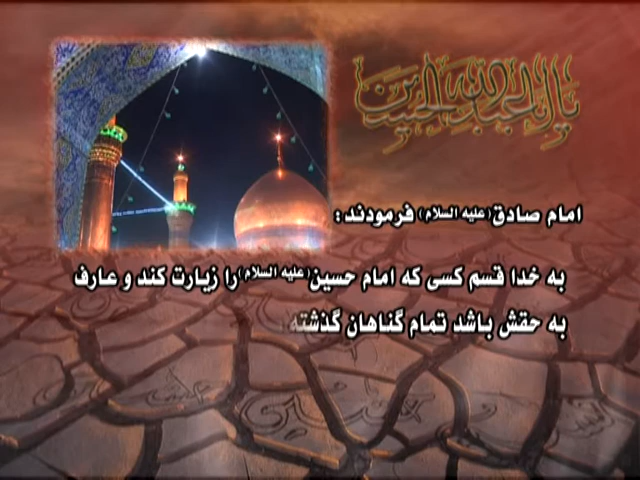 یا اباعبدالله الحسین
امام صادق(علیه السلام) فرمودند:
به خدا قسم کسی که امام حسین(علیه السلام)را زیارت کند و عارف
به حقش باشد تمام گناهان گذشته